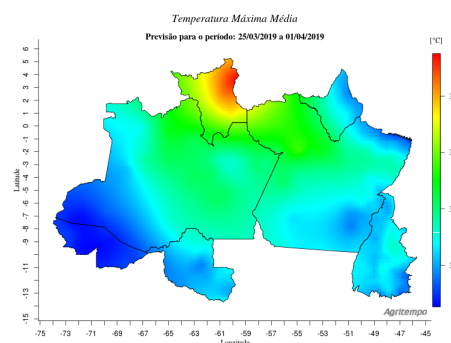 Temperatura Máxima Média
Previsão para o período: 25/03/2019 a 01/04/2019
[°C]
6
5
4
3
2
1
0
-1
-2
-3
-4
-5
-6
-7
-9
-11
-13
-15
Latitude
-75 -73 -71 -69 -67 -65 -63 -61 -59 -57 -55 -53 -51 -49 -47 -45
Longitude
Agritempo